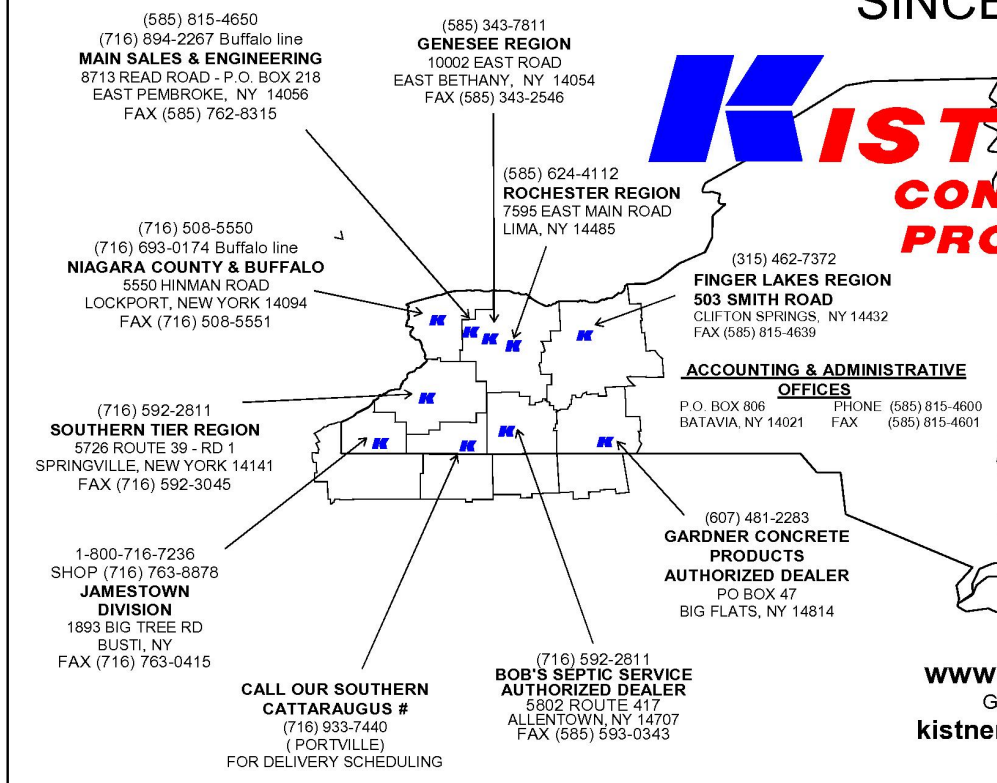 SINCE
(585) 815-4650
(716) 894-2267 Buffalo line
MAIN SALES & ENGINEERING
8713 READ ROAD - P.O. BOX 218
EAST PEMBROKE, NY 14056
FAX (585) 762-8315
(585) 343-7811
GENESEE REGION
10002 EAST ROAD
EAST BETHANY, NY 14054
FAX (585) 343-2546
KIST
CON
PRO
(585) 624-4112
ROCHESTER REGION
7595 EAST MAIN ROAD
LIMA, NY 14485
(716) 508-5550
(716) 693-0174 Buffalo line
NIAGARA COUNTY & BUFFALO
5550 HINMAN ROAD
LOCKPORT, NEW YORK 14094
FAX (716) 508-5551
(315) 462-7372
FINGER LAKES REGION
503 SMITH ROAD
CLIFTON SPRINGS, NY 14432
FAX (585) 815-4639
ACCOUNTING & ADMINISTRATIVE
OFFICES
P.O. BOX 806 PHONE (585) 815-4600
BATAVIA, NY 14021 FAX (585) 815-4601
K
K
K
K
K
K
K
K
K
K
(716) 592-2811
SOUTHERN TIER REGION
5726 ROUTE 39 - RD 1
SPRINGVILLE, NEW YORK 14141
FAX (716) 592-3045
1-800-716-7236
SHOP (716) 763-8878
JAMESTOWN
DIVISION
1893 BIG TREE RD
BUSTI, NY
FAX (716) 763-0415
CALL OUR SOUTHERN
CATTARAUGUS #
(716) 933-7440
( PORTVILLE)
FOR DELIVERY SCHEDULING
(716) 592-2811
BOB'S SEPTIC SERVICE
AUTHORIZED DEALER
5802 ROUTE 417
ALLENTOWN, NY 14707
FAX (585) 593-0343
(607) 481-2283
GARDNER CONCRETE
PRODUCTS
AUTHORIZED DEALER
PO BOX 47
BIG FLATS, NY 14814
www
G
kistner